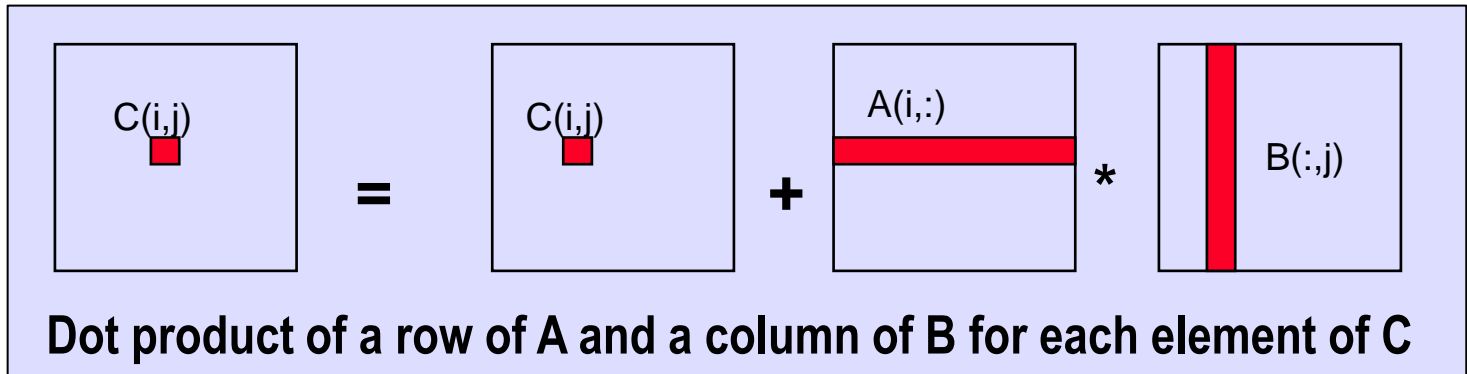 C(i,j)
=
C(i,j)
+
A(i,:)
*
B(:,j)
Dot product of a row of A and a column of B for each element of C